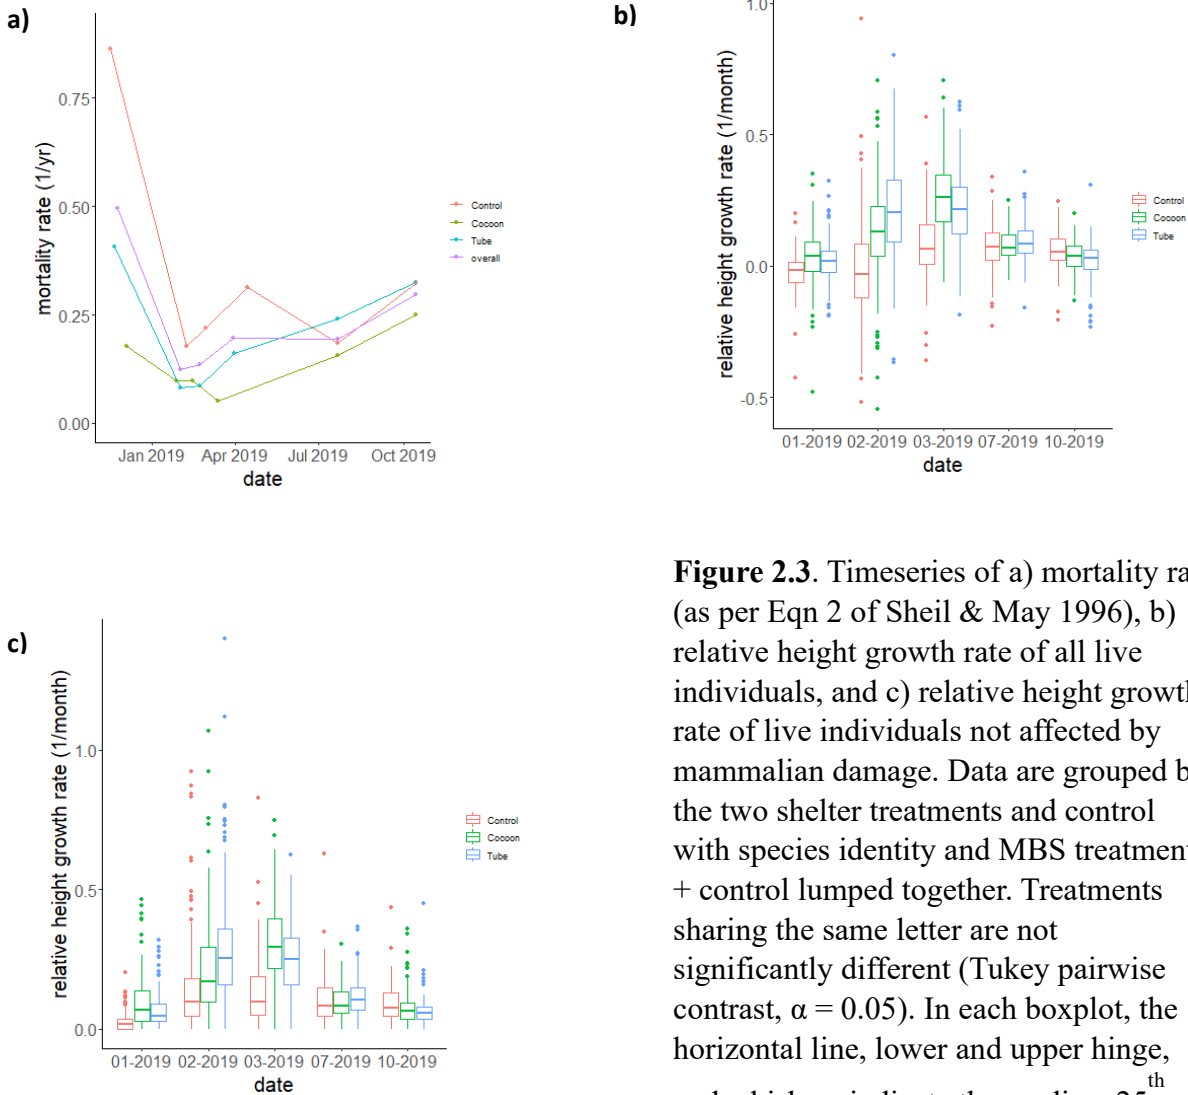 a)
0.75
0.50
0.25
0.00
mortality rate (1/yr)
Jan 2019 Apr 2019 Jul 2019 Oct 2019
date
Control
Cocoon
Tube
overall
b)
1.0
0.5
0.0
-0.5
relative height growth rate (1/month)
01-2019 02-2019 03-2019 07-2019 10-2019
date
Control
Cocoon
Tube
c)
1.0
0.5
0.0
relative height growth rate (1/month)
01-2019 02-2019 03-2019 07-2019 10-2019
date
Control
Cocoon
Tube
Figure 2.3. Timeseries of a) mortality ra
(as per Eqn 2 of Sheil & May 1996), b)
relative height growth rate of all live
individuals, and c) relative height growth
rate of live individuals not affected by
mammalian damage. Data are grouped b
the two shelter treatments and control
with species identity and MBS treatment
+ control lumped together. Treatments
sharing the same letter are not
significantly different (Tukey pairwise
contrast, α = 0.05). In each boxplot, the
horizontal line, lower and upper hinge,
th